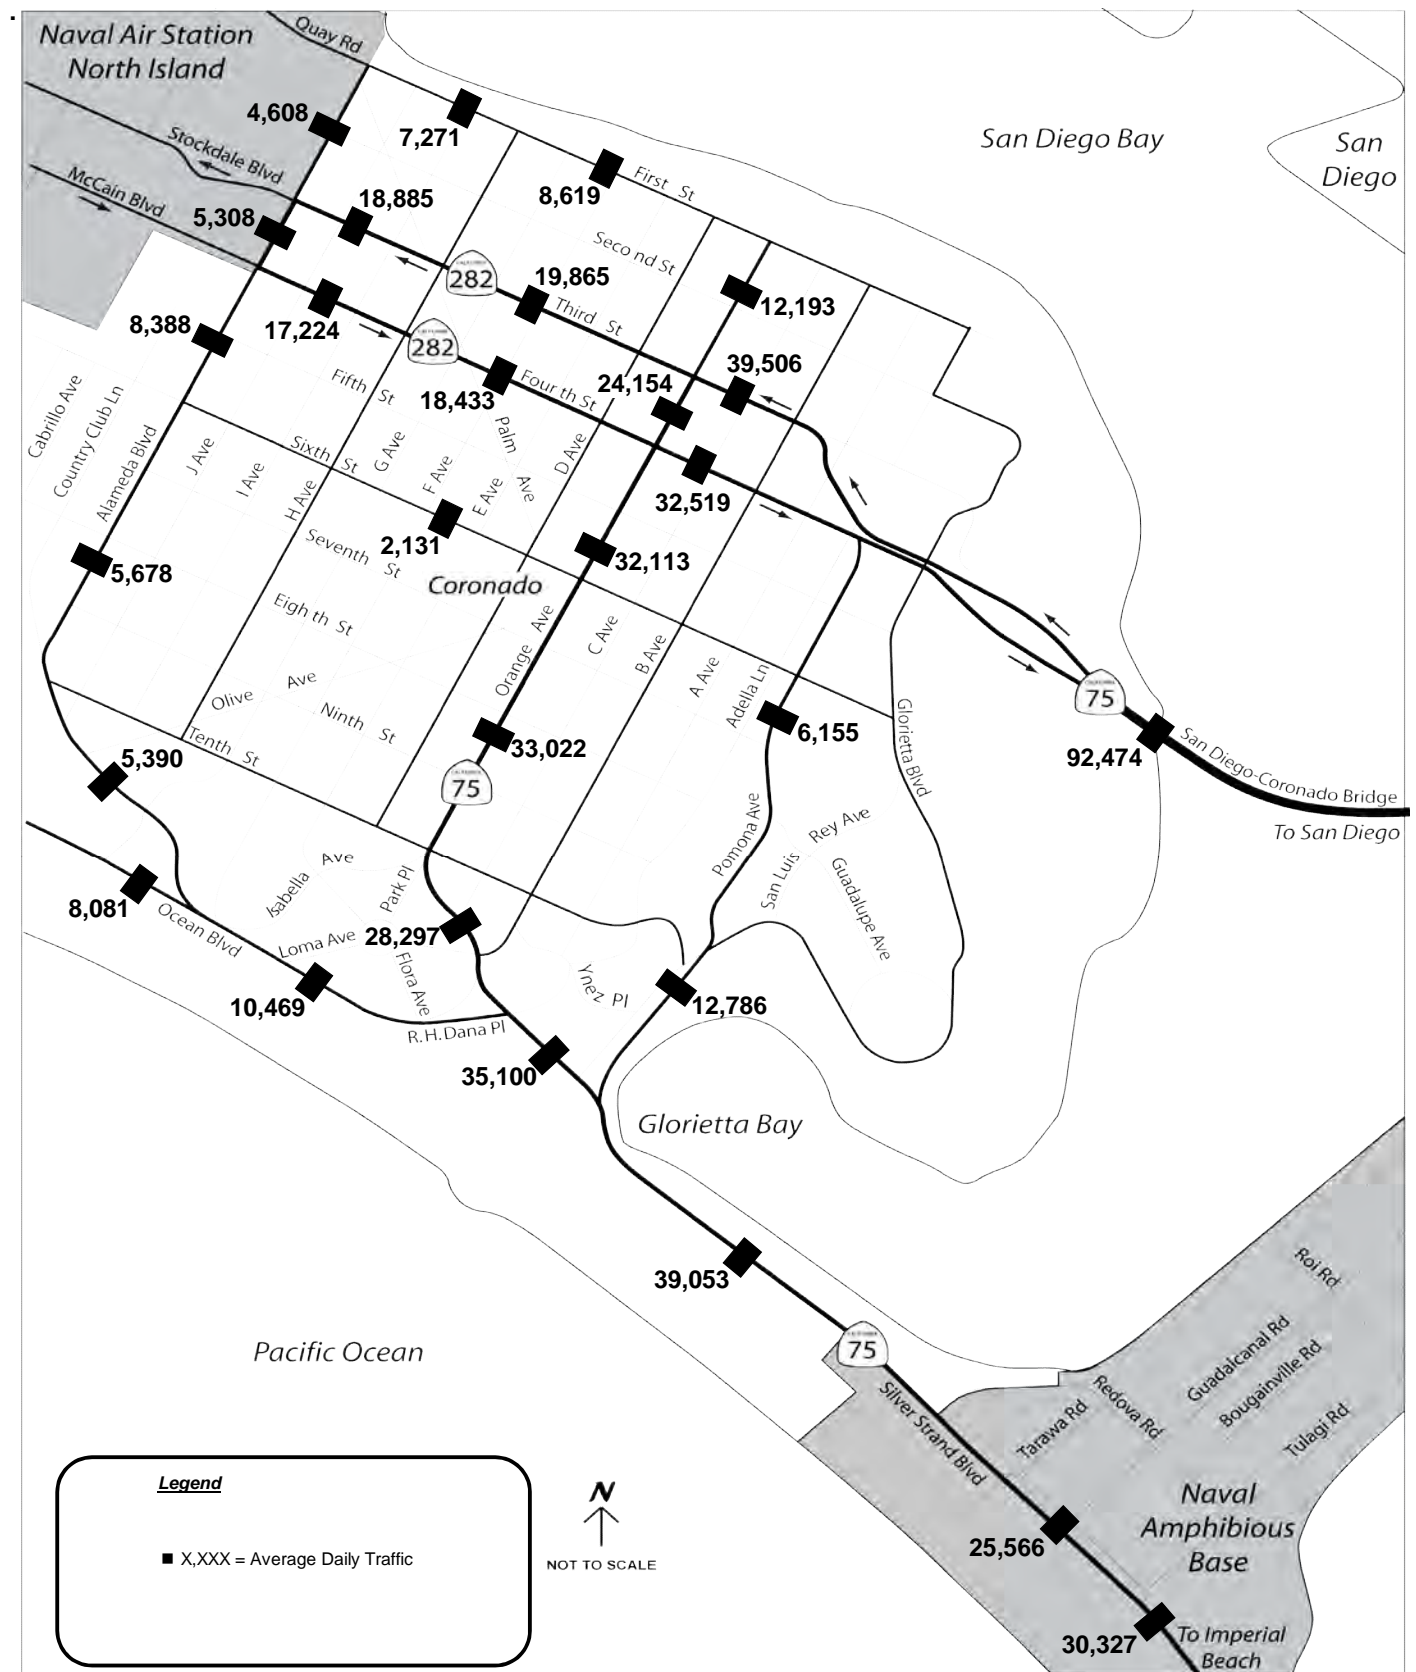 Naval Air Station
North Island
Quay Rd
4,608
7,271
San Diego Bay
San
Diego
Stockdale Blvd
McCain Blvd
18,885
8,619
First St
5,308
Second St
282
19,865
12,193
Third St
8,388
17,224
282
39,506
24,154
Fifth St
18,433
Fourth St
Cabrillo Ave
Country Club Ln
Alameda Blvd
J Ave
I Ave
H Ave
Sixth St
G Ave
F Ave
E Ave
Palm Ave
D Ave
32,519
2,131
Seventh St
32,113
5,678
Coronado
Eighth St
Orange Ave
C Ave
B Ave
A Ave
Adella Ln
75
Olive Ave
Ninth St
Tenth St
33,022
6,155
Glorietta Blvd
92,474
San Diego-Coronado Bridge
To San Diego
5,390
75
Pomona Ave
San Luis Rey Ave
Guadalupe Ave
Isabella Ave
Park Pl
8,081
Ocean Blvd
Loma Ave
28,297
Flora Ave
Ynez Pl
10,469
R.H.Dana Pl
12,786
35,100
Glorietta Bay
39,053
Roi Rd
Pacific Ocean
75
Silver Strand Blvd
Guadalcanal Rd
Bougainville Rd
Redova Rd
Tarawa Rd
Tulagi Rd
Legend
X,XXX = Average Daily Traffic
N
NOT TO SCALE
Naval
Amphibious
Base
25,566
30,327
To Imperial
Beach